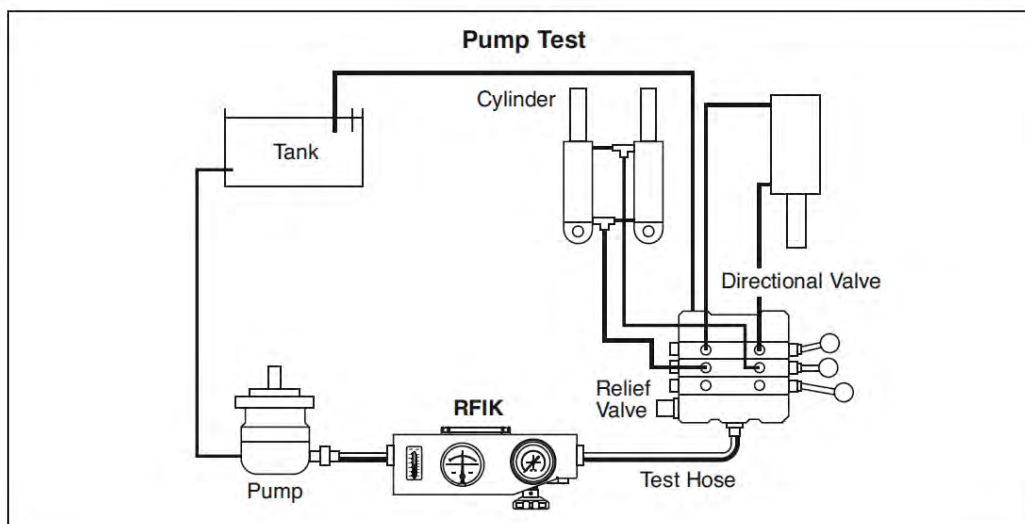 Pump Test
Cylinder
Tank
Directional Valve
Relief
Valve
RFIK
Test Hose
Pump